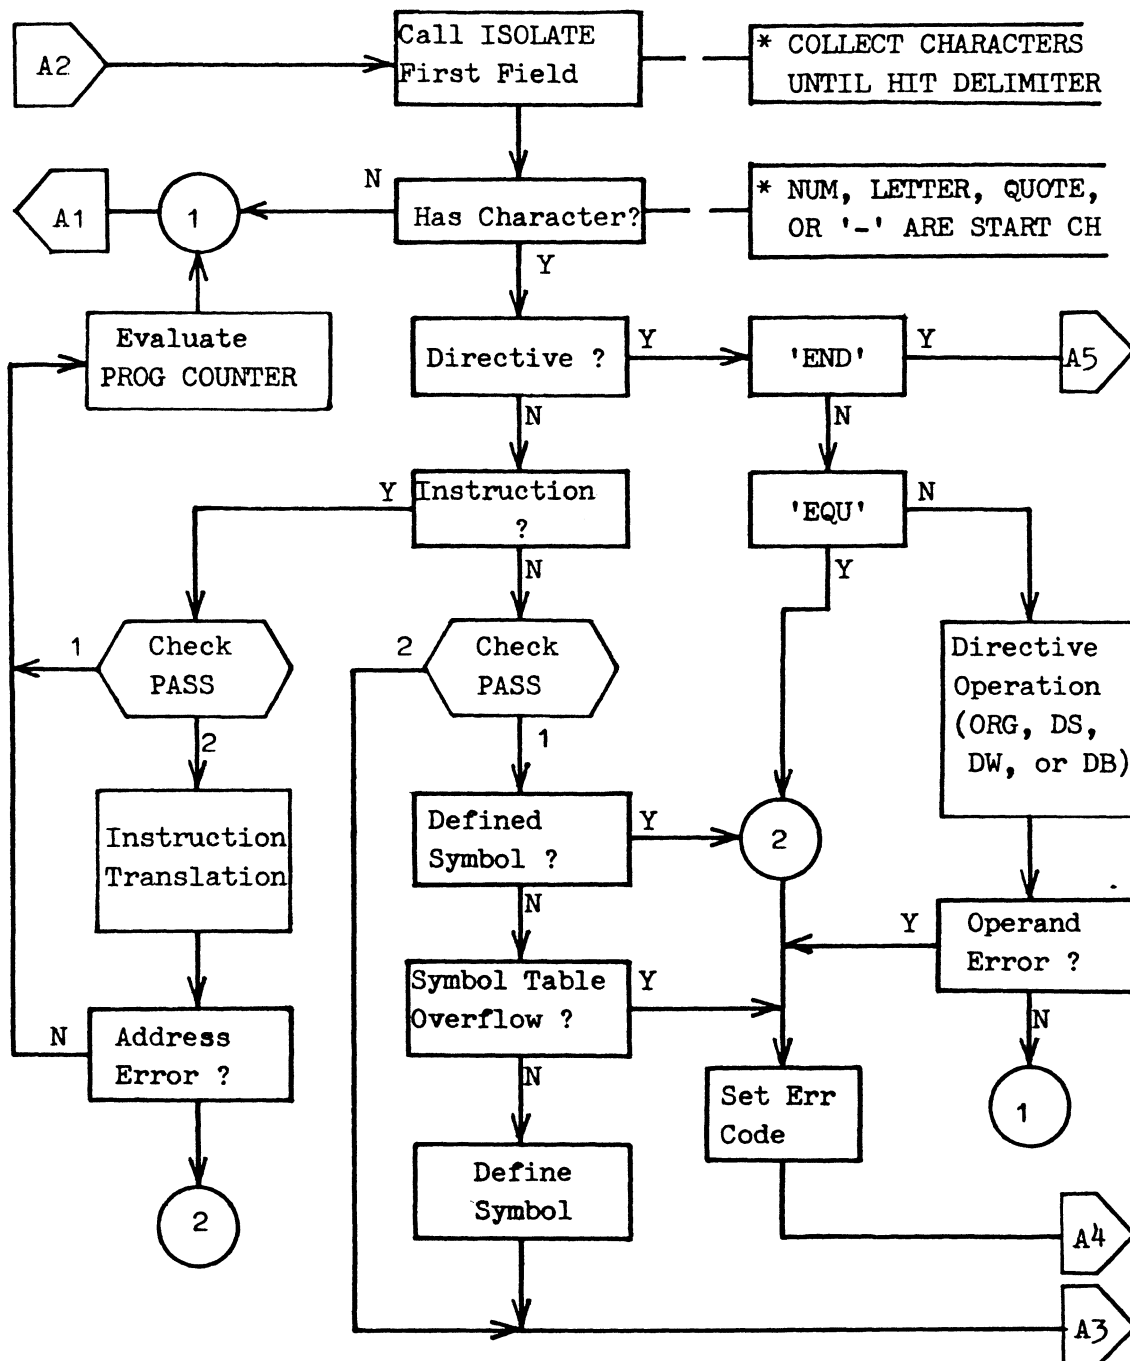 A2
Call ISOLATE
First Field
* COLLECT CHARACTERS
UNTIL HIT DELIMITER
A1
1
N
Has Character?
* NUM, LETTER, QUOTE,
OR '-' ARE START CH
Y
Evaluate
PROG COUNTER
Directive ?
Y
'END'
Y
A5
N
N
Y
Instruction
?
'EQU'
N
N
Y
1
Check
PASS
2
Check
PASS
Directive
Operation
(ORG, DS,
DW, or DB)
2
1
Instruction
Translation
Defined
Symbol ?
Y
2
N
Y
Operand
Error ?
Symbol Table
Overflow ?
Y
N
N
Address
Error ?
N
Set Err
Code
1
2
Define
Symbol
A4
A3